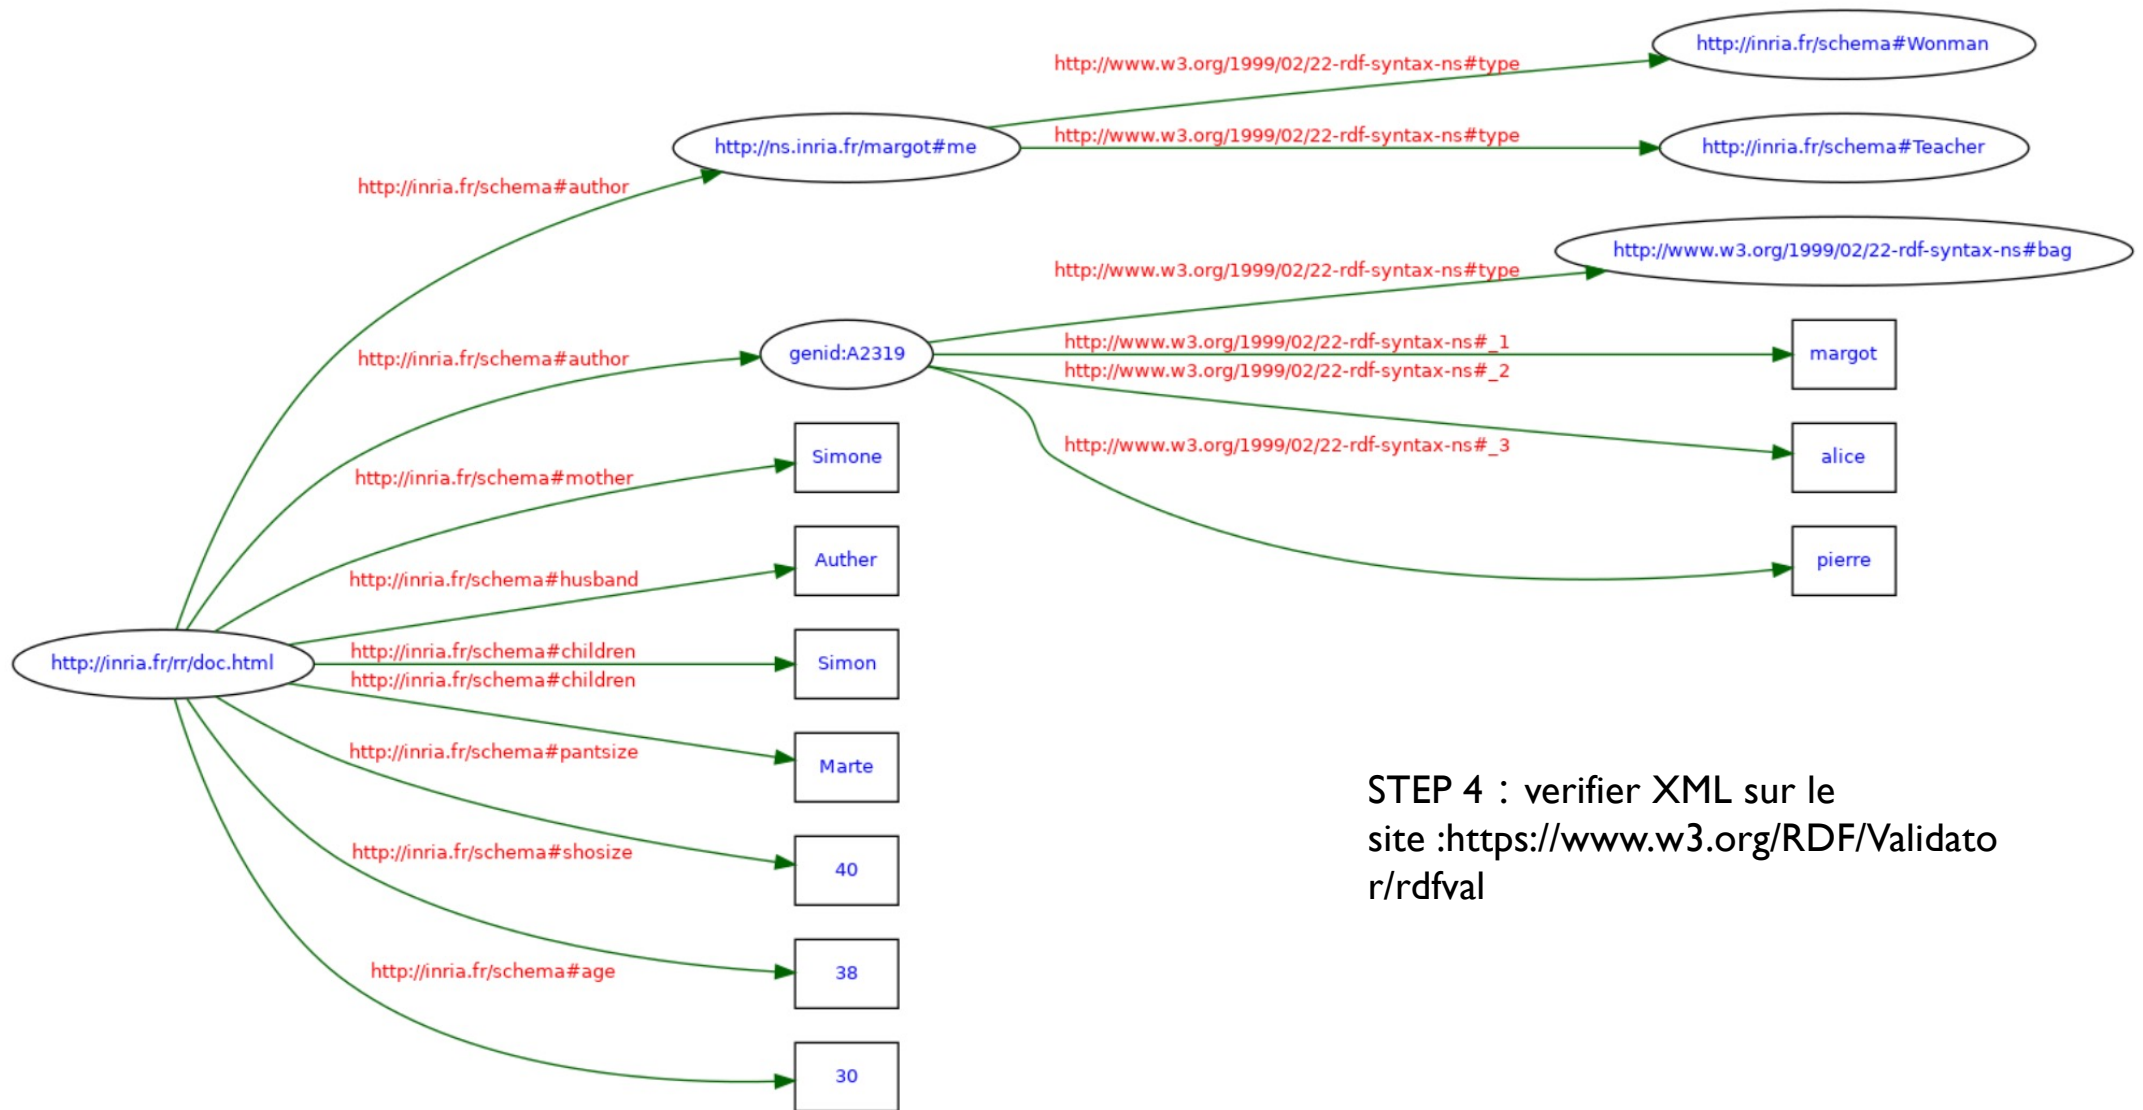 http://inria.fr/schema#Wonman
http://www.w3.org/1999/02/22-rdf-syntax-ns#type
http://www.w3.org/1999/02/22-rdf-syntax-ns#type
http://ns.inria.fr/margot#me
http://inria.fr/schema#Teacher
http://inria.fr/schema#author
http://www.w3.org/1999/02/22-rdf-syntax-ns#bag
http://www.w3.org/1999/02/22-rdf-syntax-ns#type
http://www.w3.org/1999/02/22-rdf-syntax-ns#_1
http://inria.fr/schema#author
genid:A2319
margot
http://www.w3.org/1999/02/22-rdf-syntax-ns#_2
http://www.w3.org/1999/02/22-rdf-syntax-ns#_3
Simone
alice
http://inria.fr/schema#mother
Auther
pierre
http://inria.fr/schema#husband
http://inria.fr/schema#children
http://inria.fr/rr/doc.html
Simon
http://inria.fr/schema#children
http://inria.fr/schema#pantsize
Marte
STEP 4：verifier XML sur le
site :https://www.w3.org/RDF/Validato
r/rdfval
http://inria.fr/schema#shosize
40
http://inria.fr/schema#age
38
30